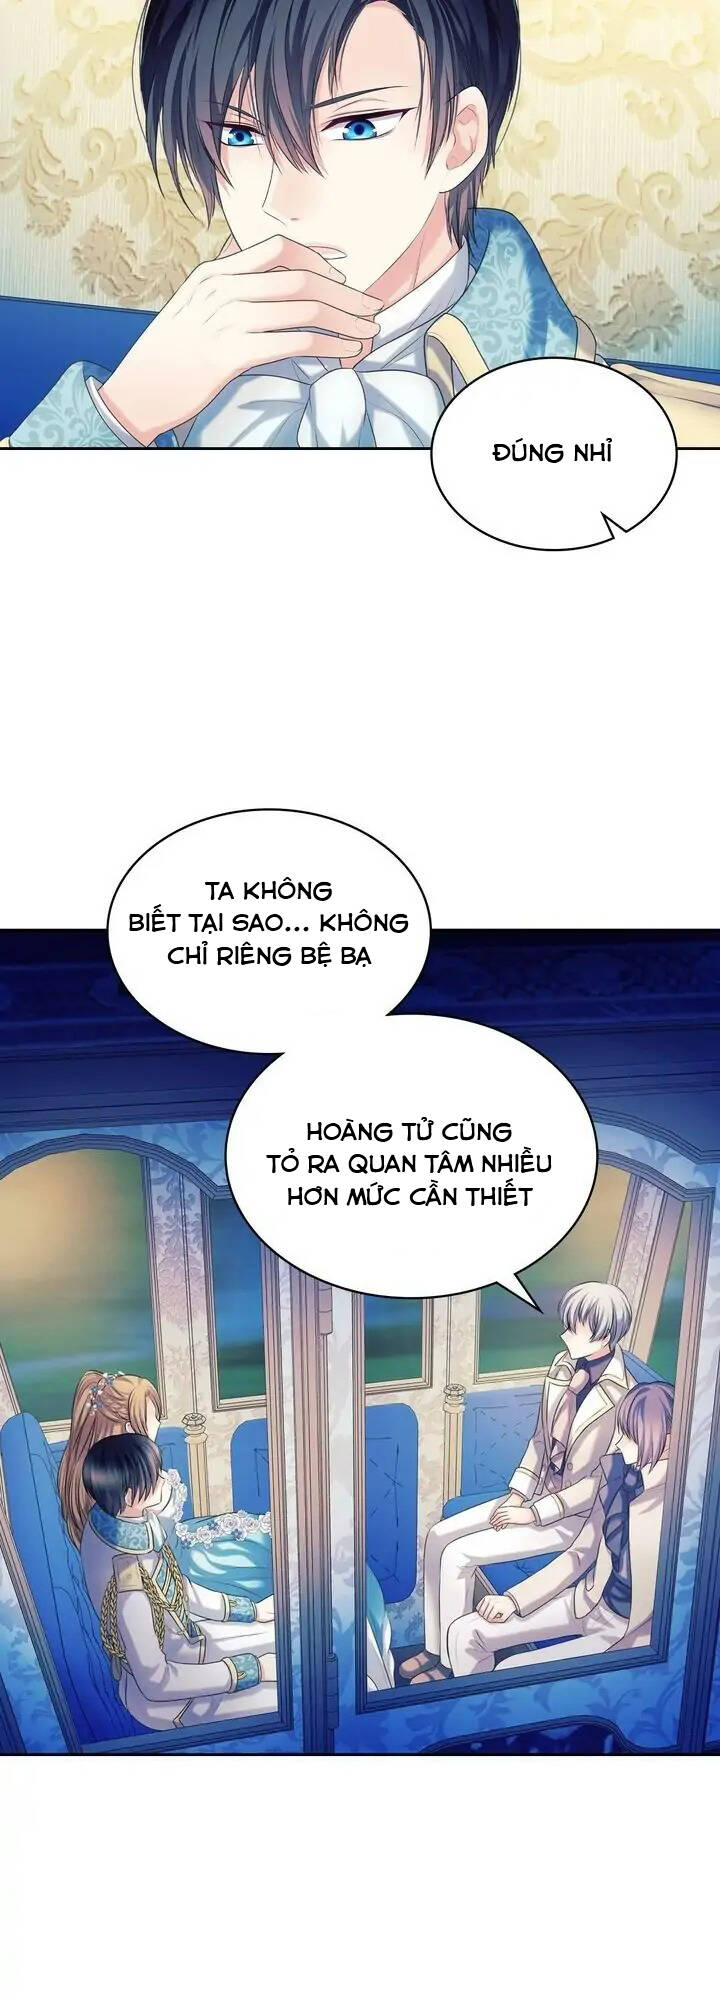 ĐÚNG NHỈ
TA KHÔNG
BIẾT TẠI SAO... KHÔNG
CHỈ RIÊNG BỆ BẠ
HOÀNG TỬ CŨNG
TỎ RA QUAN TÂM NHIỀU
HƠN MỨC CẦN THIẾT